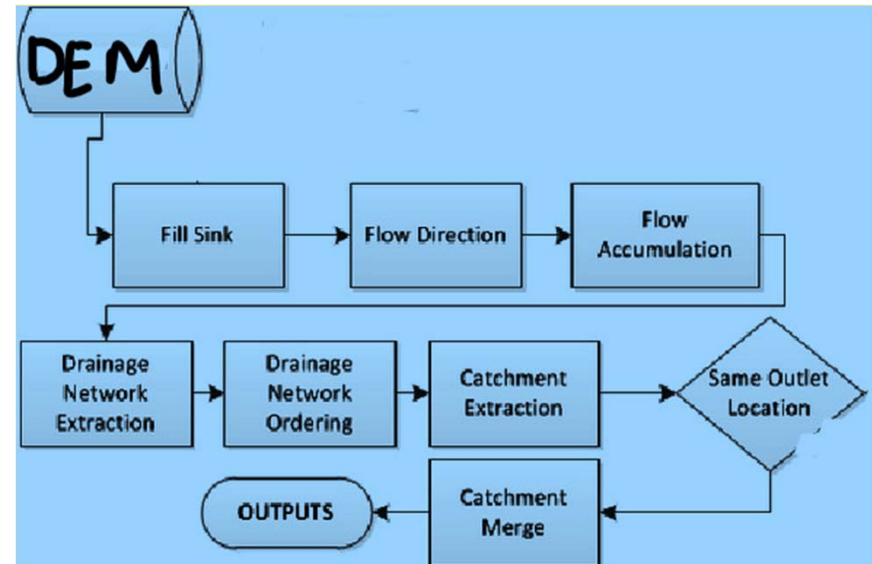 DEM
Fill Sink
Flow Direction
Flow
Accumulation
Drainage
Network
Extraction
Drainage
Network
Ordering
Catchment
Extraction
Same Outlet
Location
OUTPUTS
Catchment
Merge